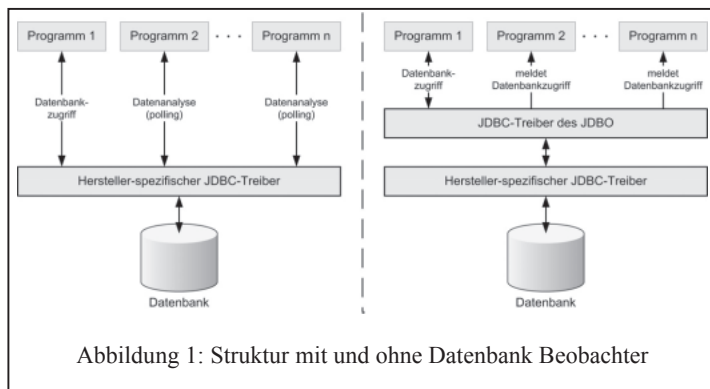 Programm 1
Programm 2
. . .
Programm n
Datenbank-
zugriff
Datenanalyse
(polling)
Datenanalyse
(polling)
Hersteller-spezifischer JDBC-Treiber
Datenbank
Programm 1
Programm 2
. . .
Programm n
Datenbank-
zugriff
meldet
Datenbankzugriff
meldet
Datenbankzugriff
JDBC-Treiber des JDBO
Hersteller-spezifischer JDBC-Treiber
Datenbank
Abbildung 1: Struktur mit und ohne Datenbank Beobachter